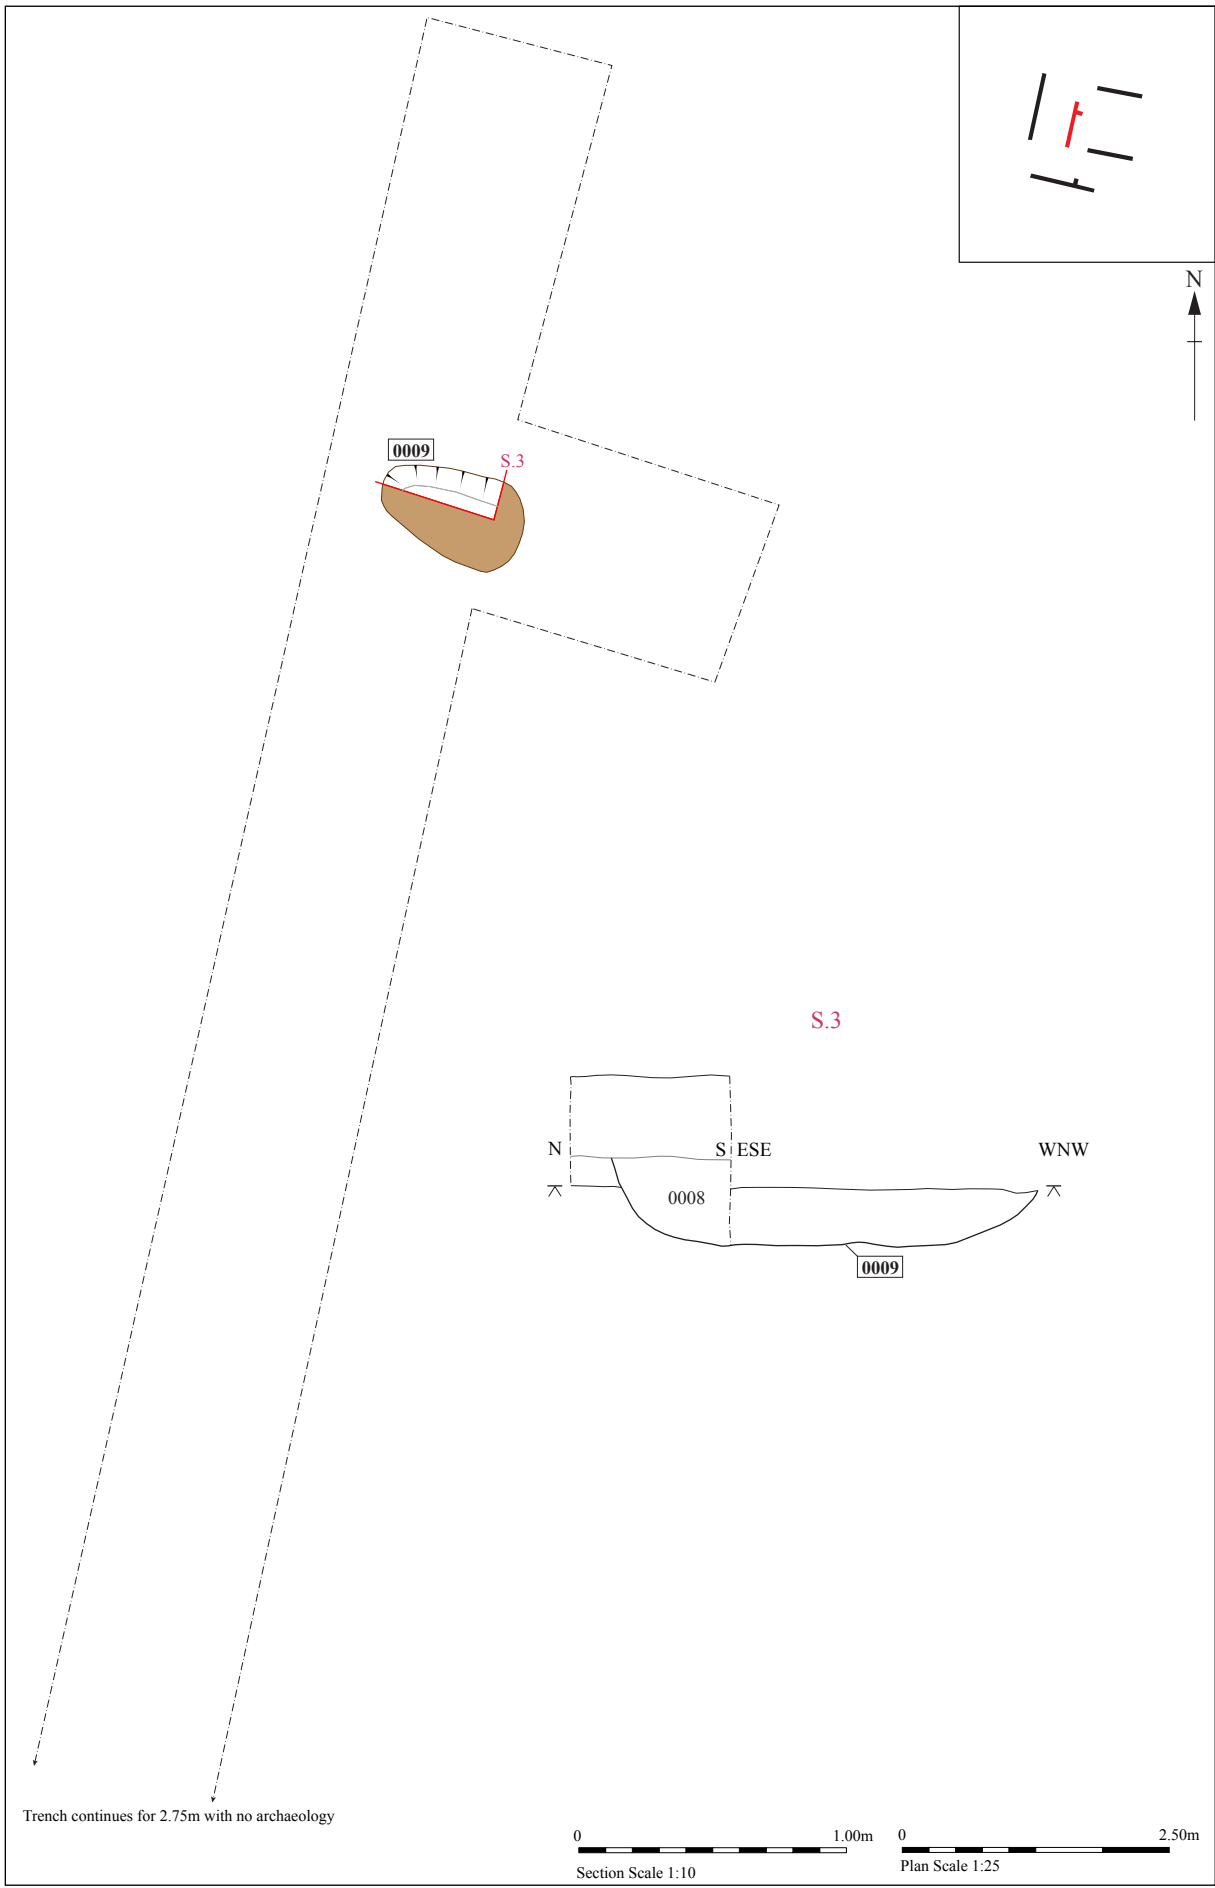 N
0009
S.3
S.3
N
S
ESE
WNW
0008
0009
Trench continues for 2.75m with no archaeology
0
1.00m
Section Scale 1:10
0
2.50m
Plan Scale 1:25